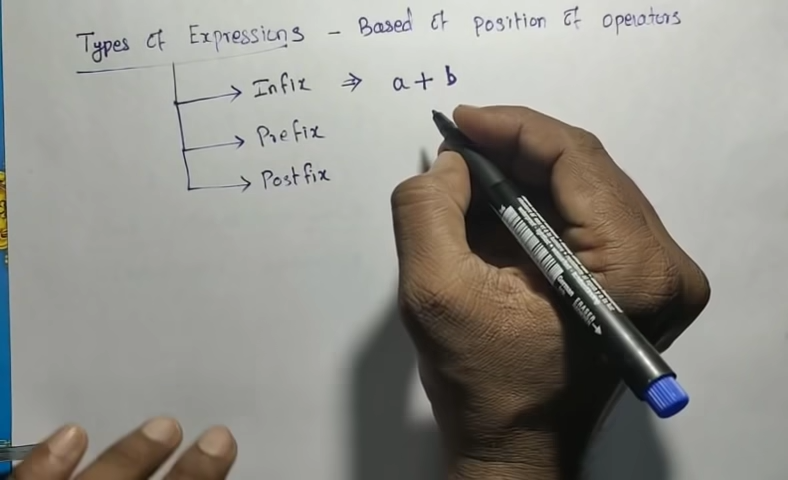 Types of Expressions - Based of position of operators
Infix ⇒ a + b
Prefix
Postfix